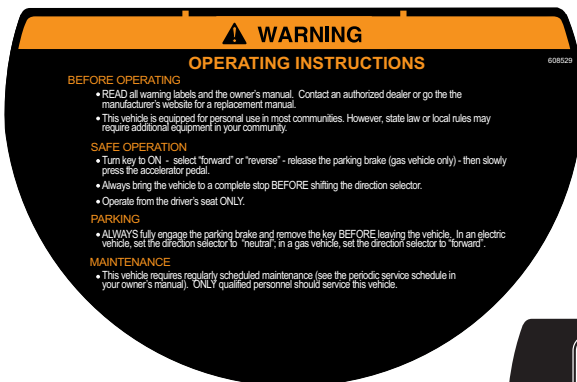 WARNING
OPERATING INSTRUCTIONS
608529
BEFORE OPERATING
• READ all warning labels and the owner's manual. Contact an authorized dealer or go the the
manufacturer's website for a replacement manual.
• This vehicle is equipped for personal use in most communities. However, state law or local rules may
require additional equipment in your community.
SAFE OPERATION
• Turn key to ON - select “forward” or “reverse” - release the parking brake (gas vehicle only) - then slowly
press the accelerator pedal.
• Always bring the vehicle to a complete stop BEFORE shifting the direction selector.
• Operate from the driver's seat ONLY.
PARKING
• ALWAYS fully engage the parking brake and remove the key BEFORE leaving the vehicle. In an electric
vehicle, set the direction selector to “neutral”; in a gas vehicle, set the direction selector to “forward”.
MAINTENANCE
• This vehicle requires regularly scheduled maintenance (see the periodic service schedule in
your owner's manual). ONLY qualified personnel should service this vehicle.